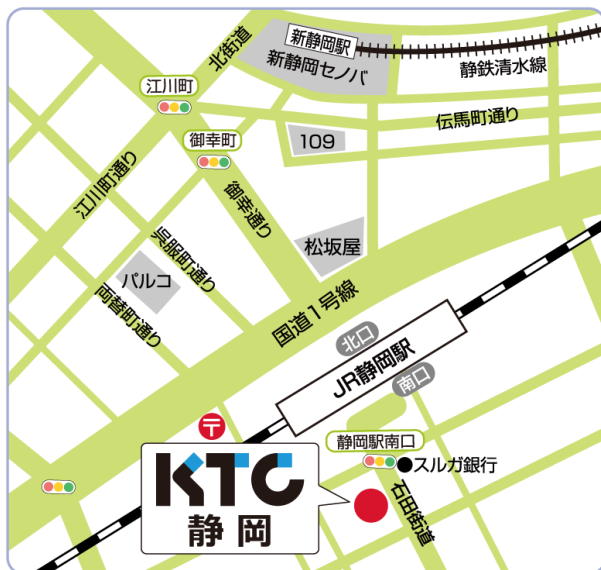 新静岡駅
新静岡セノバ
静鉄清水線
北街道
江川町
伝馬町通り
109
御幸町
江川町通り
御幸通り
松坂屋
呉服町通り
パルコ
両替町通り
国道1号線
北口
JR静岡駅
南口
〒
静岡駅南口
スルガ銀行
KTC
静岡
石田街道